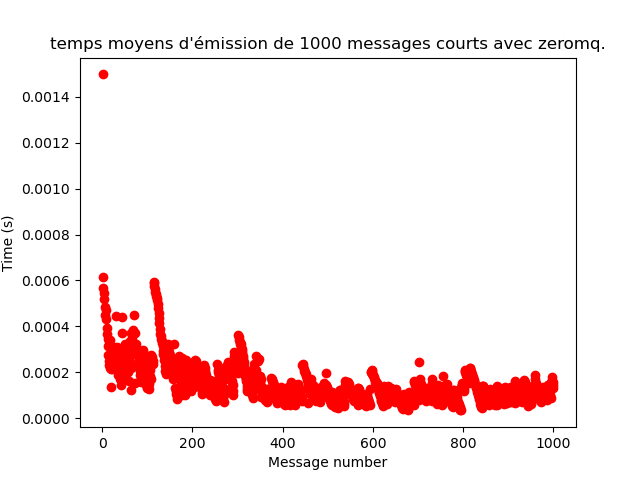 temps moyens d'émission de 1000 messages courts avec zeromq.
0.0014
0.0012
0.0010
0.0008
0.0006
0.0004
0.0002
0.0000
Time (s)
0 200 400 600 800 1000
Message number